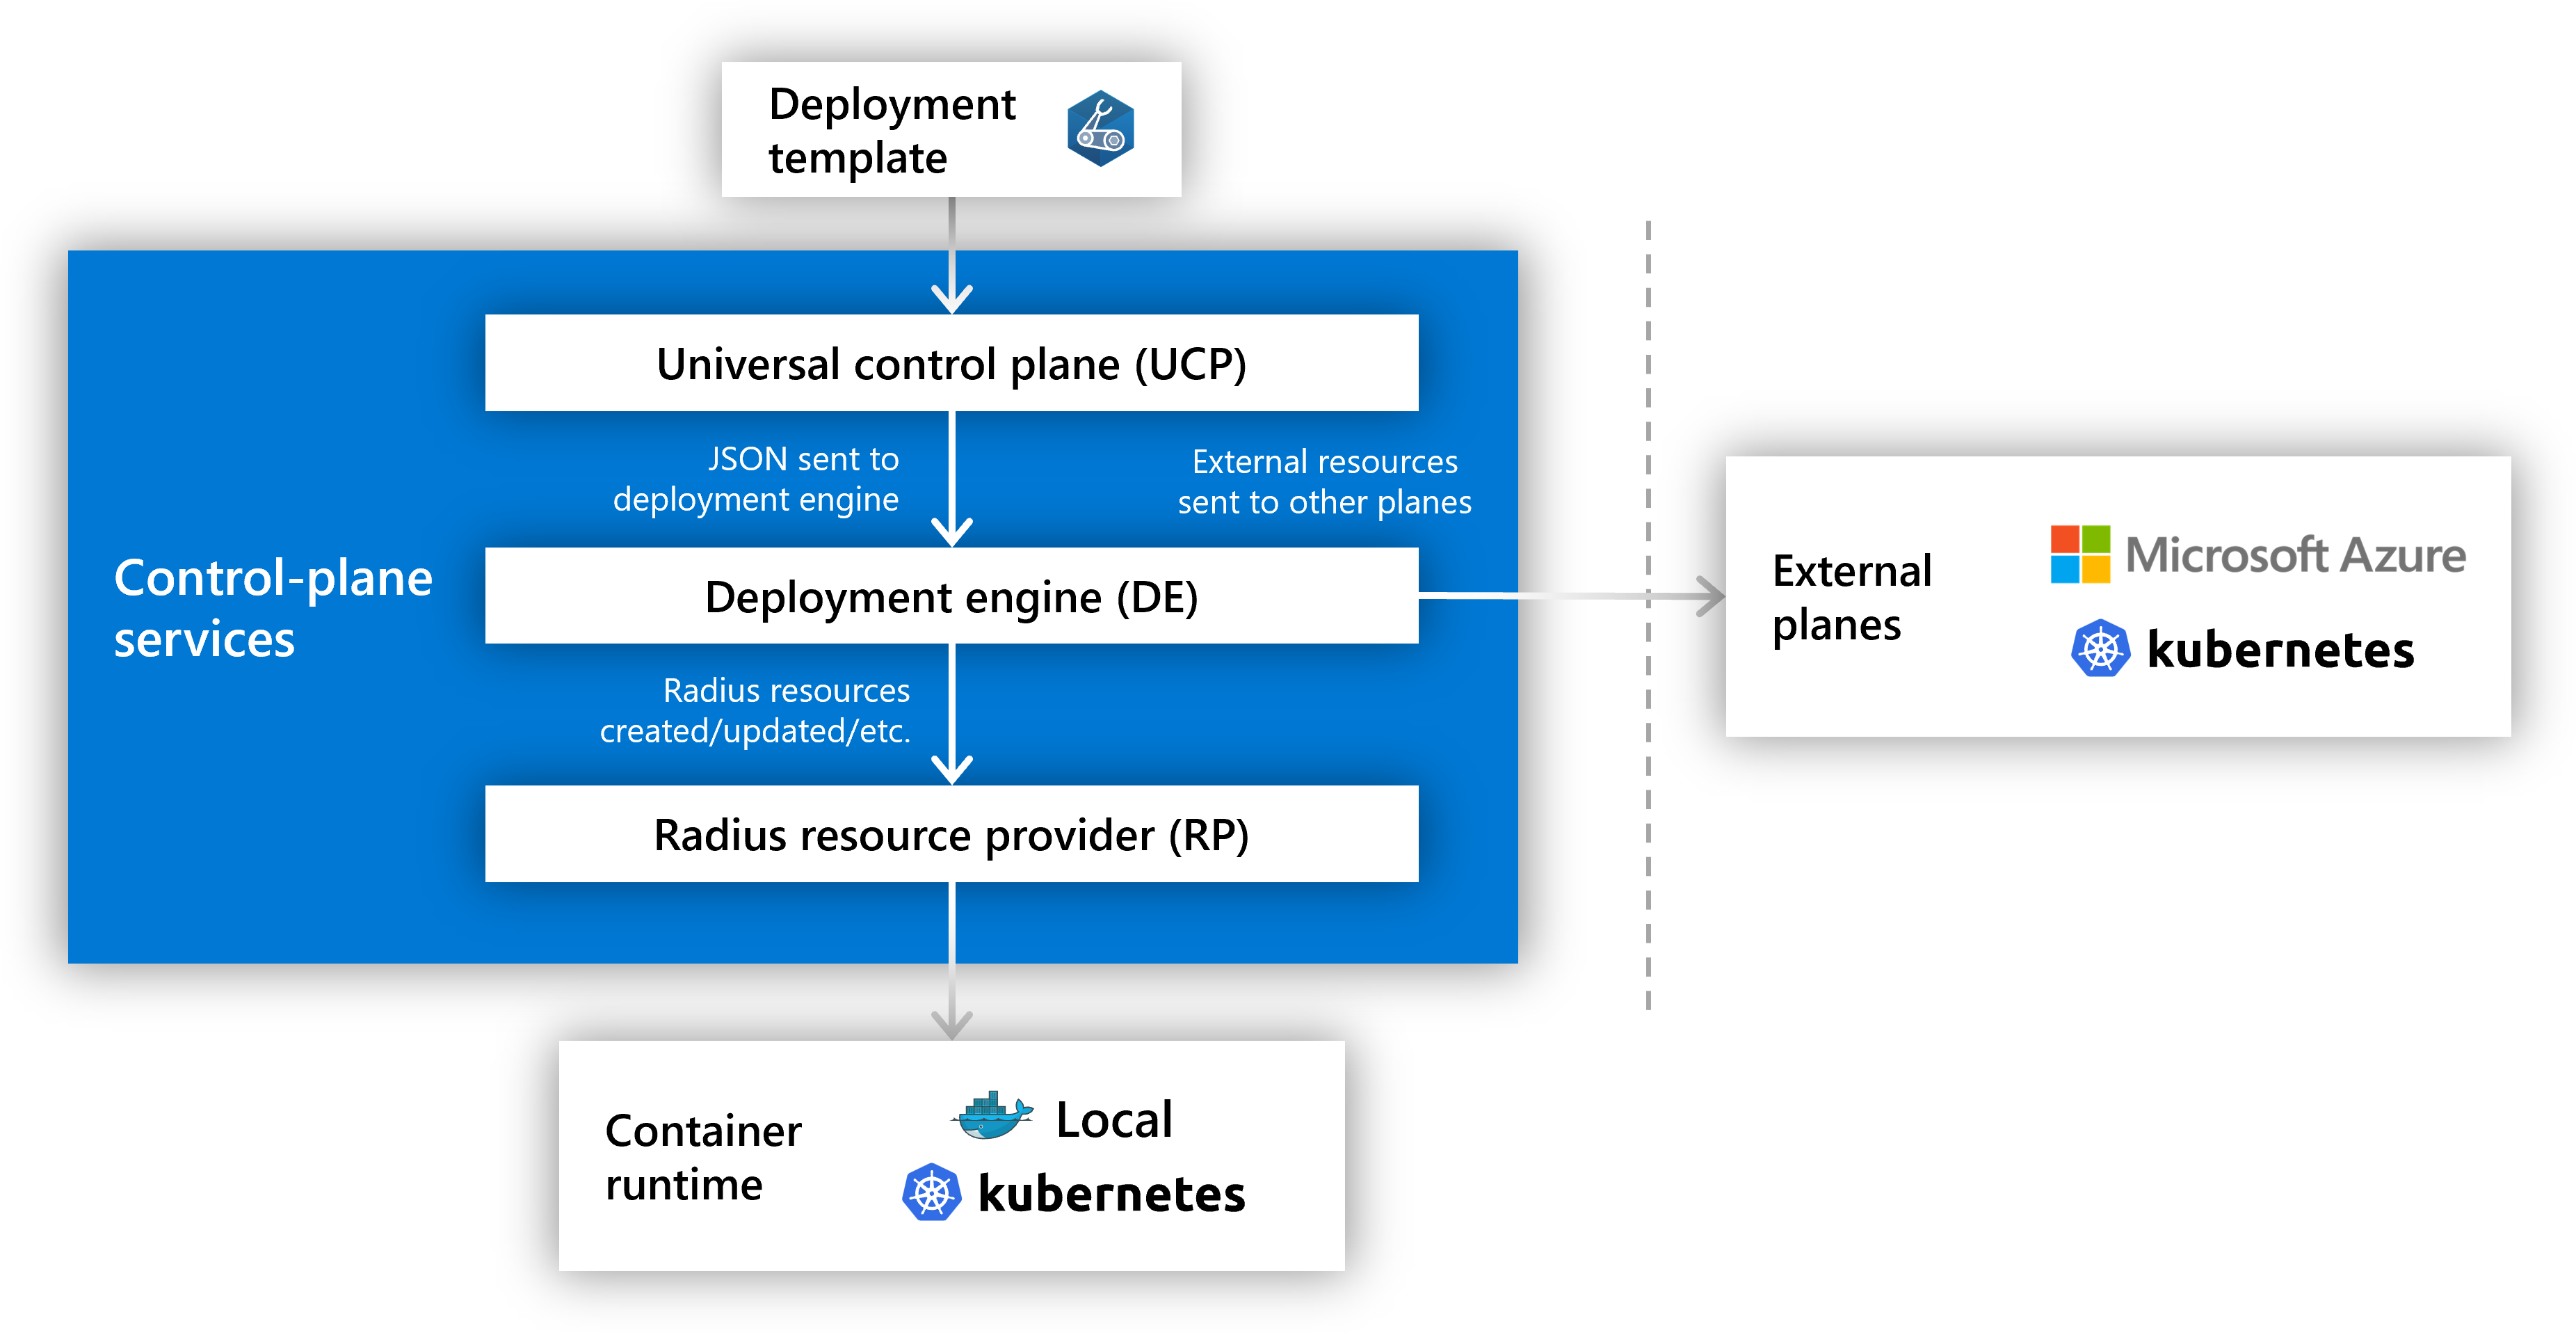 Deployment
template
Universal control plane (UCP)
JSON sent to
deployment engine
External resources
sent to other planes
Control-plane
services
Deployment engine (DE)
External
planes
Microsoft Azure
kubernetes
Radius resources
created/updated/etc.
Radius resource provider (RP)
Container
runtime
Local
kubernetes